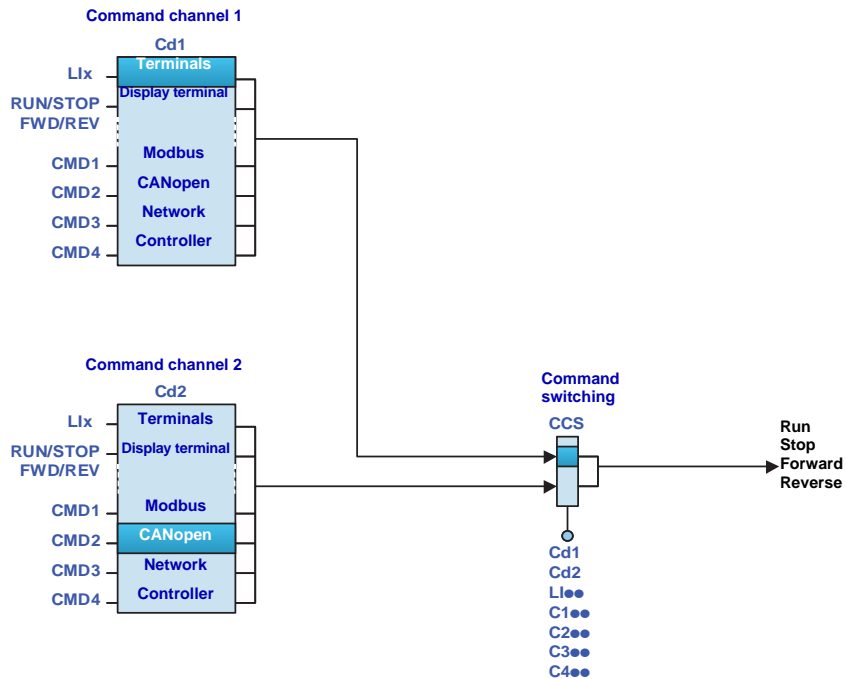 Command channel 1
Cd1
LIx
Terminals
RUN/STOP
Display terminal
FWD/REV
CMD1
Modbus
CMD2
CANopen
CMD3
Network
CMD4
Controller
Command channel 2
Cd2
LIx
Terminals
RUN/STOP
Display terminal
FWD/REV
CMD1
Modbus
CMD2
CANopen
CMD3
Network
CMD4
Controller
Command
switching
CCS
Run
Stop
Forward
Reverse
Cd1
Cd2
LI●●
C1●●
C2●●
C3●●
C4●●